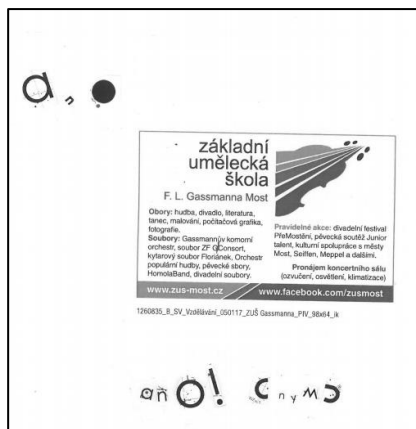 a, ●
základní
umělecká
škola
F. L. Gassmanna Most
Obory: hudba, divadlo, literatura,
tanec, malování, počítačová grafika,
fotografie.
Soubory: Gassmannův komorní
orchestr, soubor ZF GConsort,
kytarový soubor Floriánek, Orchestr
populární hudby, pěvecké sbory,
HomolaBand, divadelní soubory.
Pravidelné akce: divadelní festival
PřeMostění, pěvecká soutěž Junior
talent, kulturní spolupráce s městy
Most, Seiffen, Meppel a dalšími.
Pronájem koncertního sálu
(ozvučení, osvětlení, klimatizace)
www.zus-most.cz
www.facebook.com/zusmost
1260835_B_SV_Vzdělávání_050117_ZUŠ Gassmanna_PIV_98x64_ik
añO!